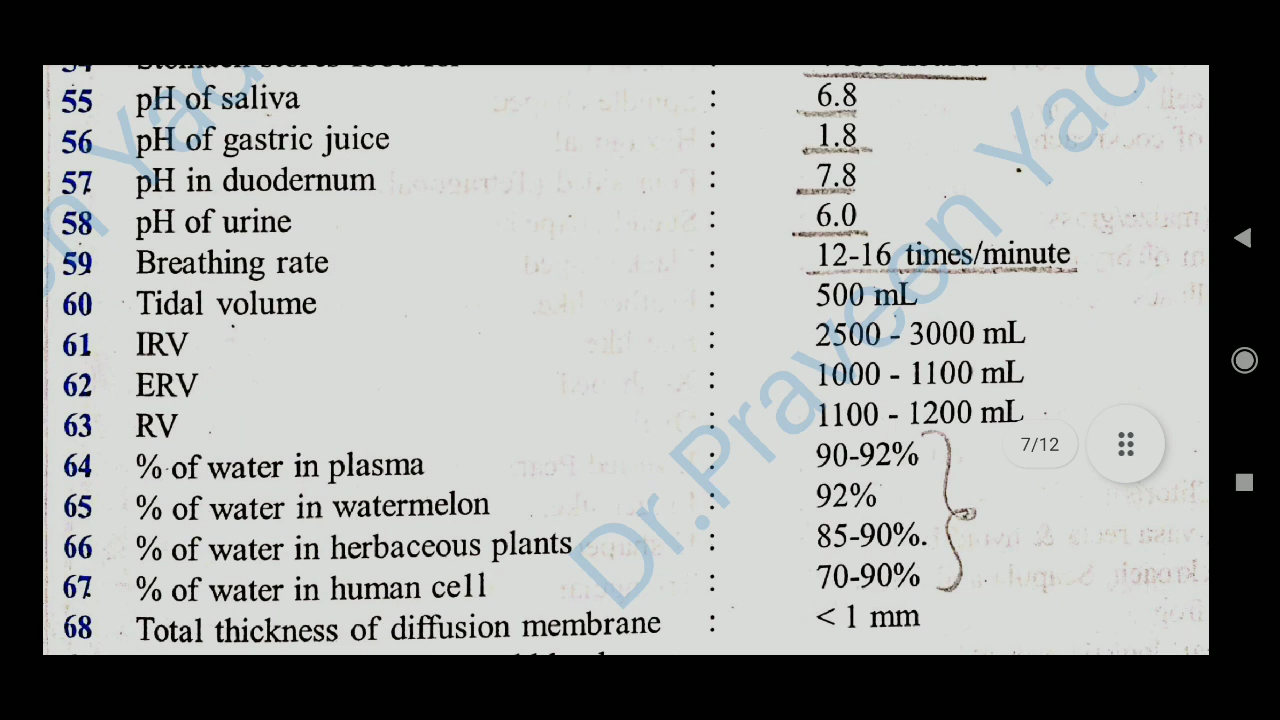 55 pH of saliva : 6.8
56 pH of gastric juice : 1.8
57 pH in duodernum : 7.8
58 pH of urine : 6.0
59 Breathing rate : 12-16 times/minute
60 Tidal volume : 500 mL
61 IRV : 2500 - 3000 mL
62 ERV : 1000 - 1100 mL
63 RV : 1100 - 1200 mL
7/12
64 % of water in plasma : 90-92%
65 % of water in watermelon : 92%
66 % of water in herbaceous plants : 85-90%.
67 % of water in human cell : 70-90%
68 Total thickness of diffusion membrane : < 1 mm
Dr.Praveen Yad